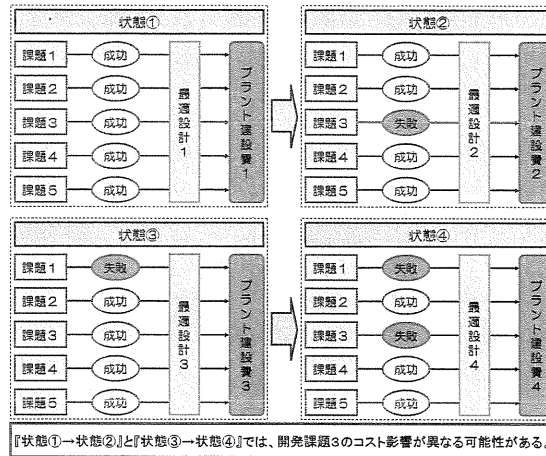 状態①
課題1 成功
課題2 成功
課題3 成功
課題4 成功
課題5 成功
最適設計1
プラント建設費1
状態②
課題1 成功
課題2 成功
課題3 失敗
課題4 成功
課題5 成功
最適設計2
プラント建設費2
状態③
課題1 失敗
課題2 成功
課題3 成功
課題4 成功
課題5 成功
最適設計3
プラント建設費3
状態④
課題1 失敗
課題2 成功
課題3 失敗
課題4 成功
課題5 成功
最適設計4
プラント建設費4
『状態①→状態②』と『状態③→状態④』では、開発課題3のコスト影響が異なる可能性がある。